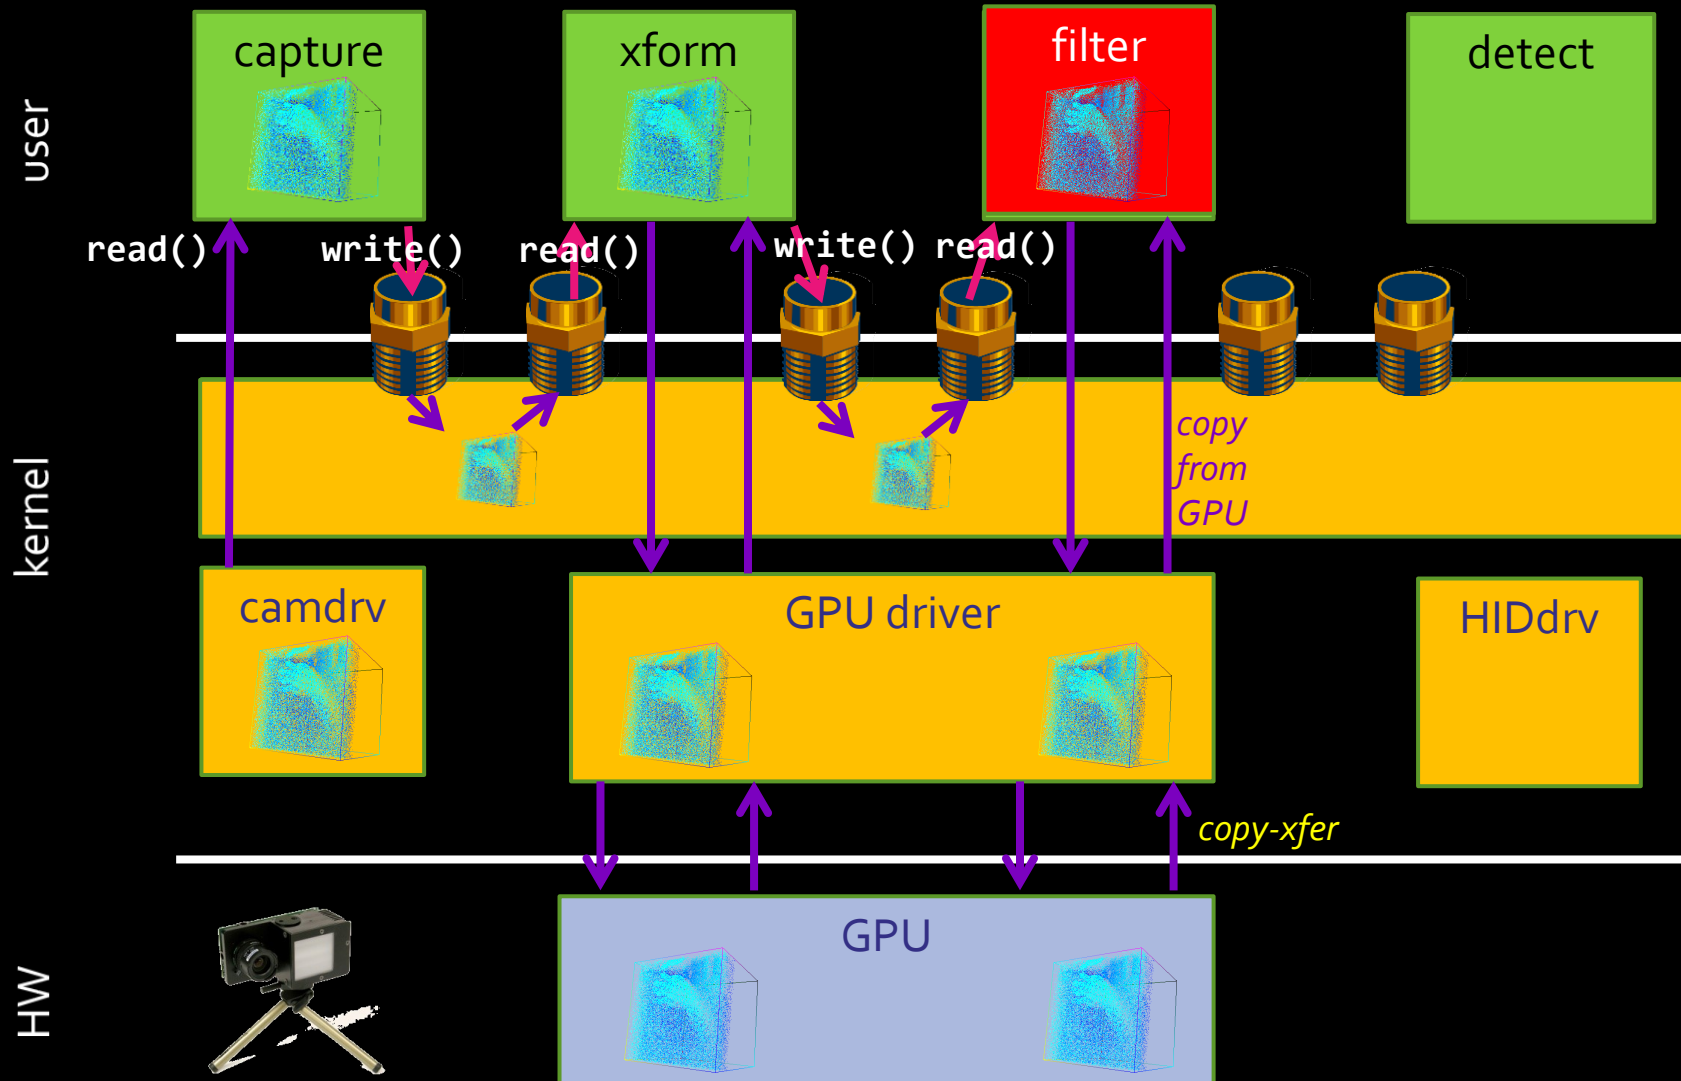 user
capture
xform
filter
detect
read()
write()
read()
write()
read()
kernel
copy
from
GPU
camdrv
GPU driver
HIDdrv
copy-xfer
HW
GPU